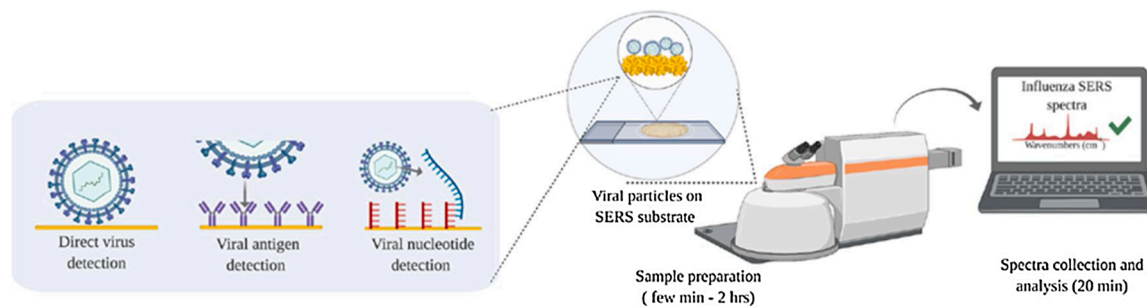 Direct virus
detection
Viral antigen
detection
Viral nucleotide
detection
Viral particles on
SERS substrate
Sample preparation
( few min - 2 hrs)
Influenza SERS
spectra
Wavenumbers (cm
Spectra collection and
analysis (20 min)